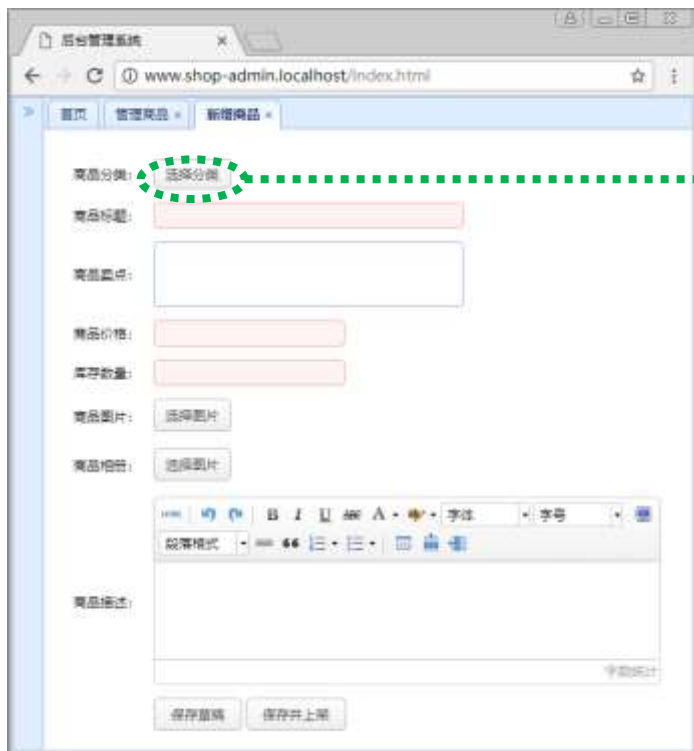 后台管理系统
www.shop-admin.localhost/index.html
首页 管理商品 新增商品
商品分类: 选择分类
商品标题:
商品卖点:
商品价格:
库存数量:
商品图片: 选择图片
商品相册: 选择图片
HTML B I U ABC A 字体 字号
段落格式
商品描述:
字数统计
保存草稿 保存并上架